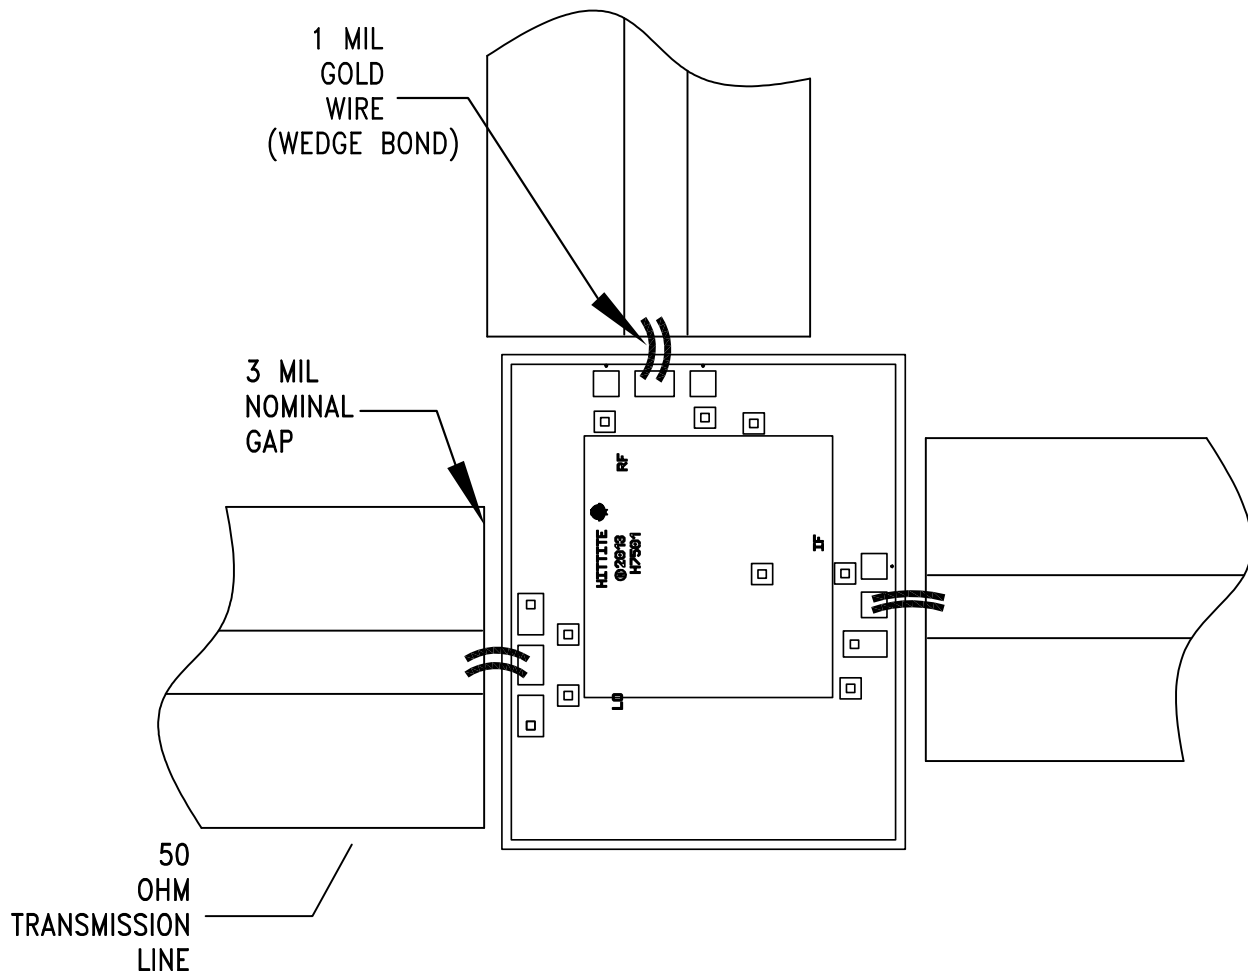 1 MIL
GOLD
WIRE
(WEDGE BOND)
3 MIL
NOMINAL
GAP
RF
HITTITE
©2013
H7501
IF
LO
50
OHM
TRANSMISSION
LINE